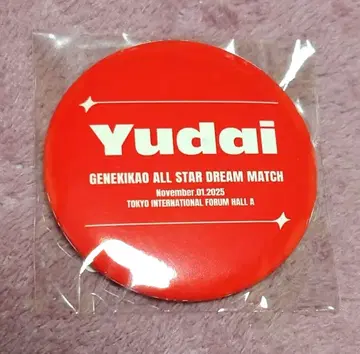 Yudai
GENEKIKAO ALL STAR DREAM MATCH
November.01.2025
TOKYO INTERNATIONAL FORUM HALL A